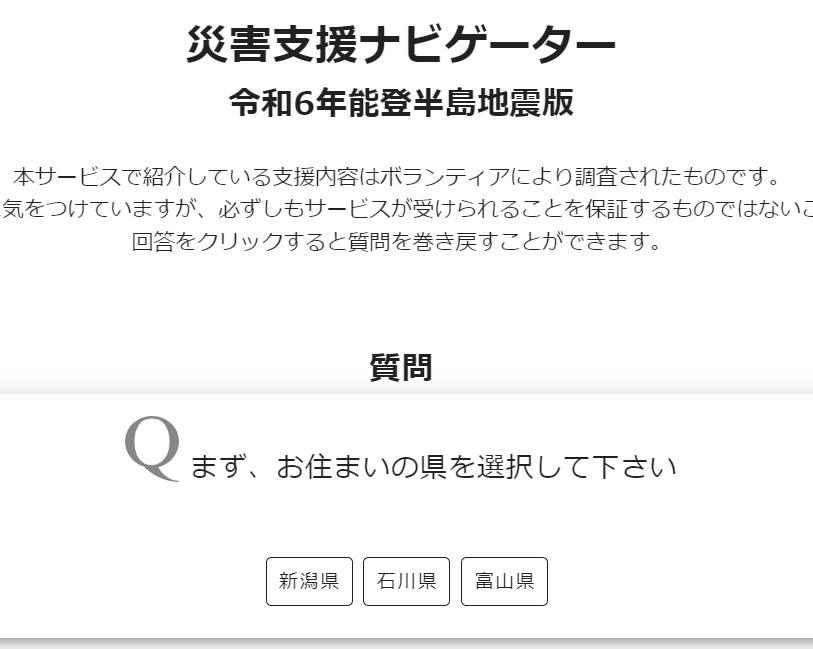 災害支援ナビゲーター
令和6年能登半島地震版
本サービスで紹介している支援内容はボランティアにより調査されたものです。
気をつけていますが、必ずしもサービスが受けられることを保証するものではないこ
回答をクリックすると質問を巻き戻すことができます。
質問
Q まず、お住まいの県を選択して下さい
新潟県 石川県 富山県